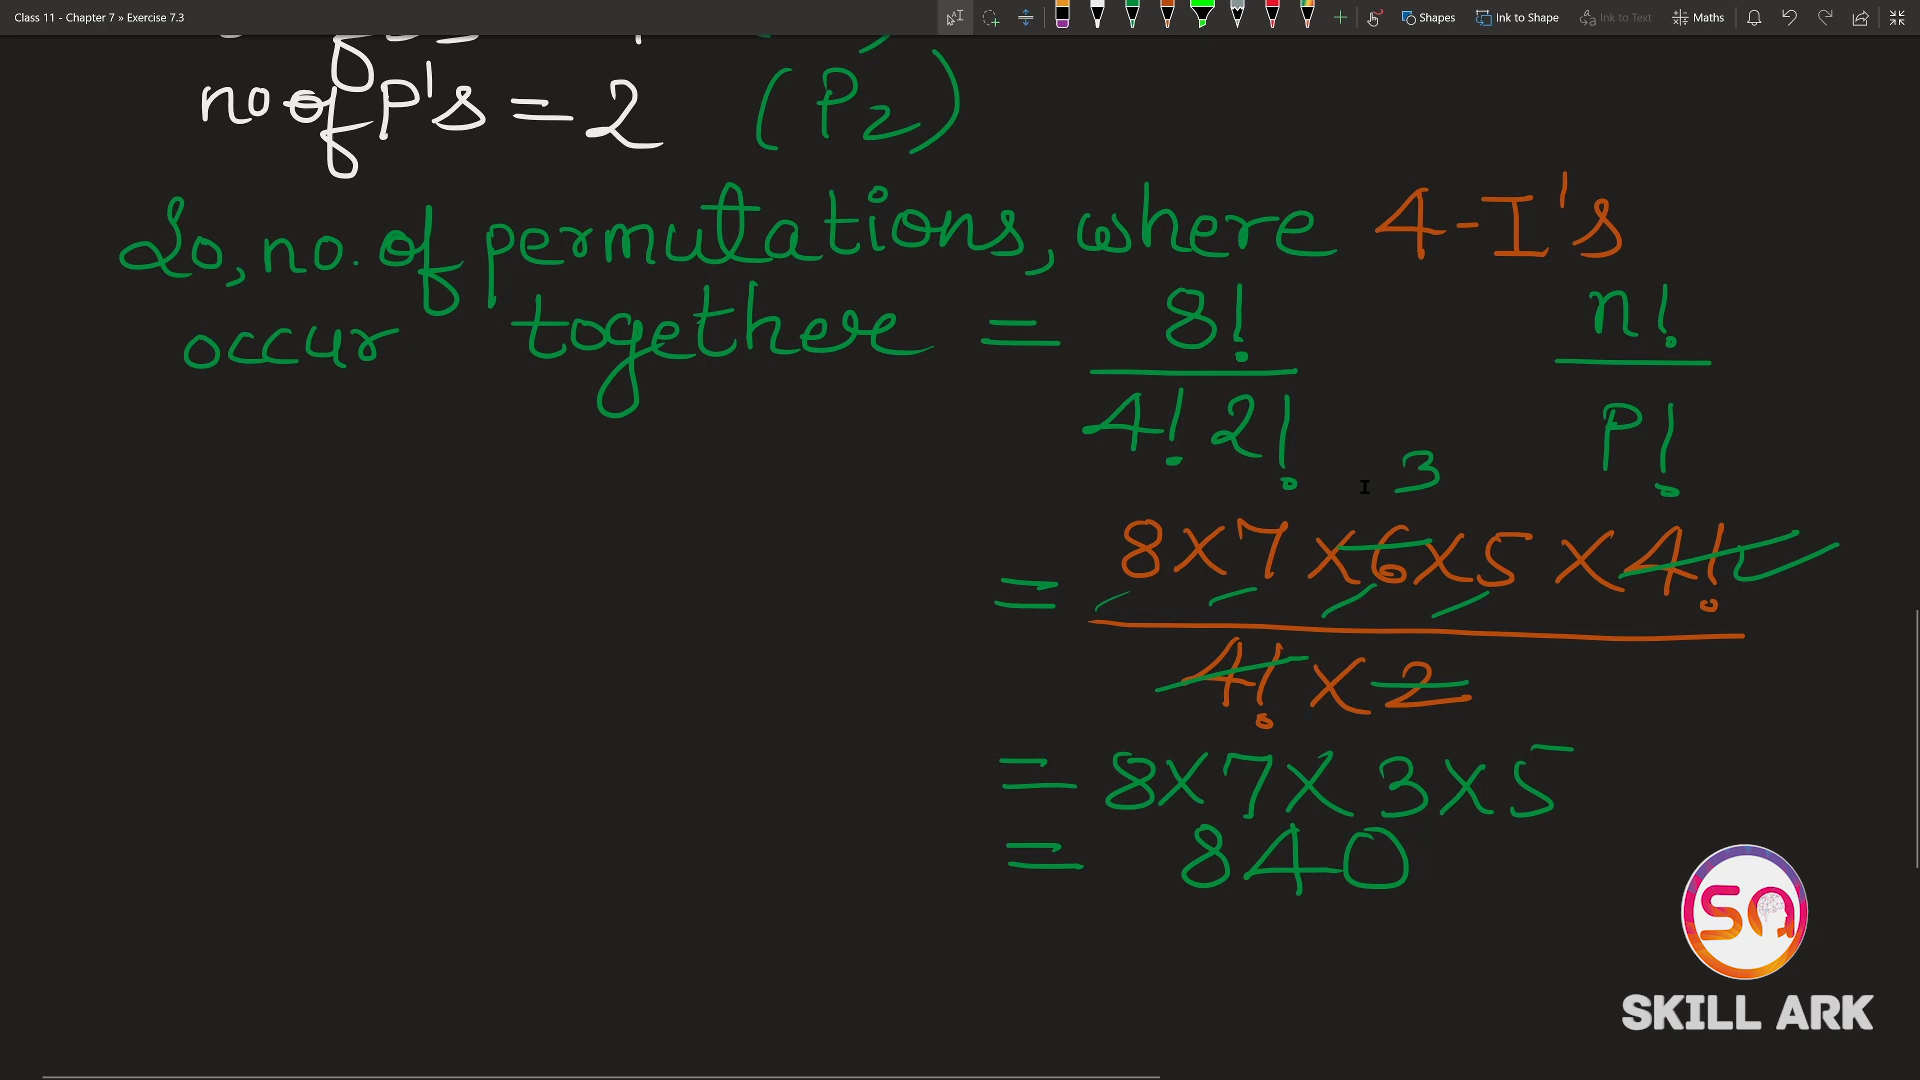 Class 11 - Chapter 7 » Exercise 7.3
Shapes
Ink to Shape
Ink to Text
Maths
no of P's = 2 (P2)
So, no. of permutations, where 4-I's
occur together = 8! / 4! 2!
n! / P!
3
= 8×7×6×5×4! / 4!×2
= 8×7×3×5
= 840
SKILL ARK